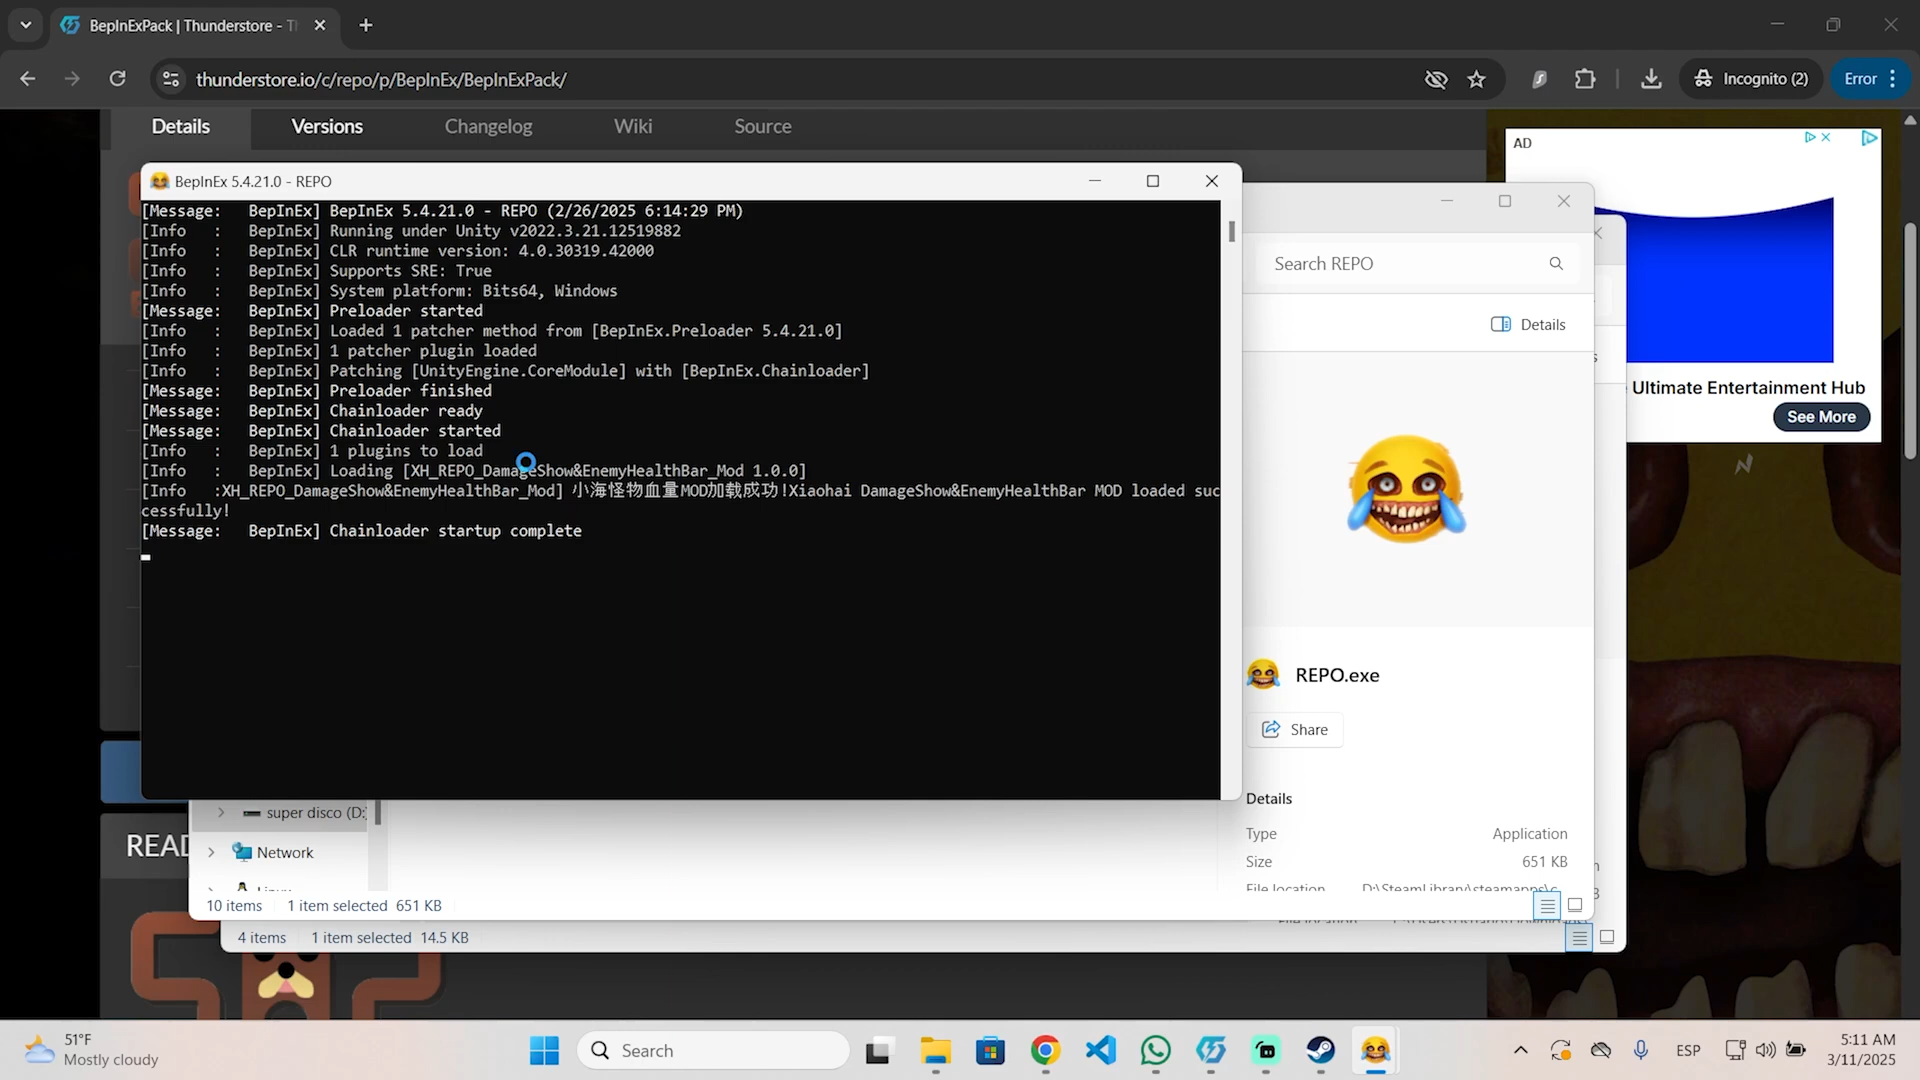 BepInExPack | Thunderstore - Th
thunderstore.io/c/repo/p/BepInEx/BepInExPack/
Incognito (2)
Error
Details
Versions
Changelog
Wiki
Source
AD
BepInEx 5.4.21.0 - REPO
[Message:   BepInEx] BepInEx 5.4.21.0 - REPO (2/26/2025 6:14:29 PM)
[Info   :   BepInEx] Running under Unity v2022.3.21.12519882
[Info   :   BepInEx] CLR runtime version: 4.0.30319.42000
[Info   :   BepInEx] Supports SRE: True
[Info   :   BepInEx] System platform: Bits64, Windows
[Message:   BepInEx] Preloader started
[Info   :   BepInEx] Loaded 1 patcher method from [BepInEx.Preloader 5.4.21.0]
[Info   :   BepInEx] 1 patcher plugin loaded
[Info   :   BepInEx] Patching [UnityEngine.CoreModule] with [BepInEx.Chainloader]
[Message:   BepInEx] Preloader finished
[Message:   BepInEx] Chainloader ready
[Message:   BepInEx] Chainloader started
[Info   :   BepInEx] 1 plugins to load
[Info   :   BepInEx] Loading [XH_REPO_DamageShow&EnemyHealthBar_Mod 1.0.0]
[Info   :XH_REPO_DamageShow&EnemyHealthBar_Mod] 小海怪物血量MOD加载成功!Xiaohai DamageShow&EnemyHealthBar MOD loaded suc
cessfully!
[Message:   BepInEx] Chainloader startup complete
Search REPO
Details
Ultimate Entertainment Hub
See More
REPO.exe
Share
Details
Type Application
Size 651 KB
File location D:\SteamLibrary\steamapps\c
READ
super disco (D:)
Network
Linux
10 items 1 item selected 651 KB
4 items 1 item selected 14.5 KB
51°F
Mostly cloudy
Search
ESP
5:11 AM
3/11/2025